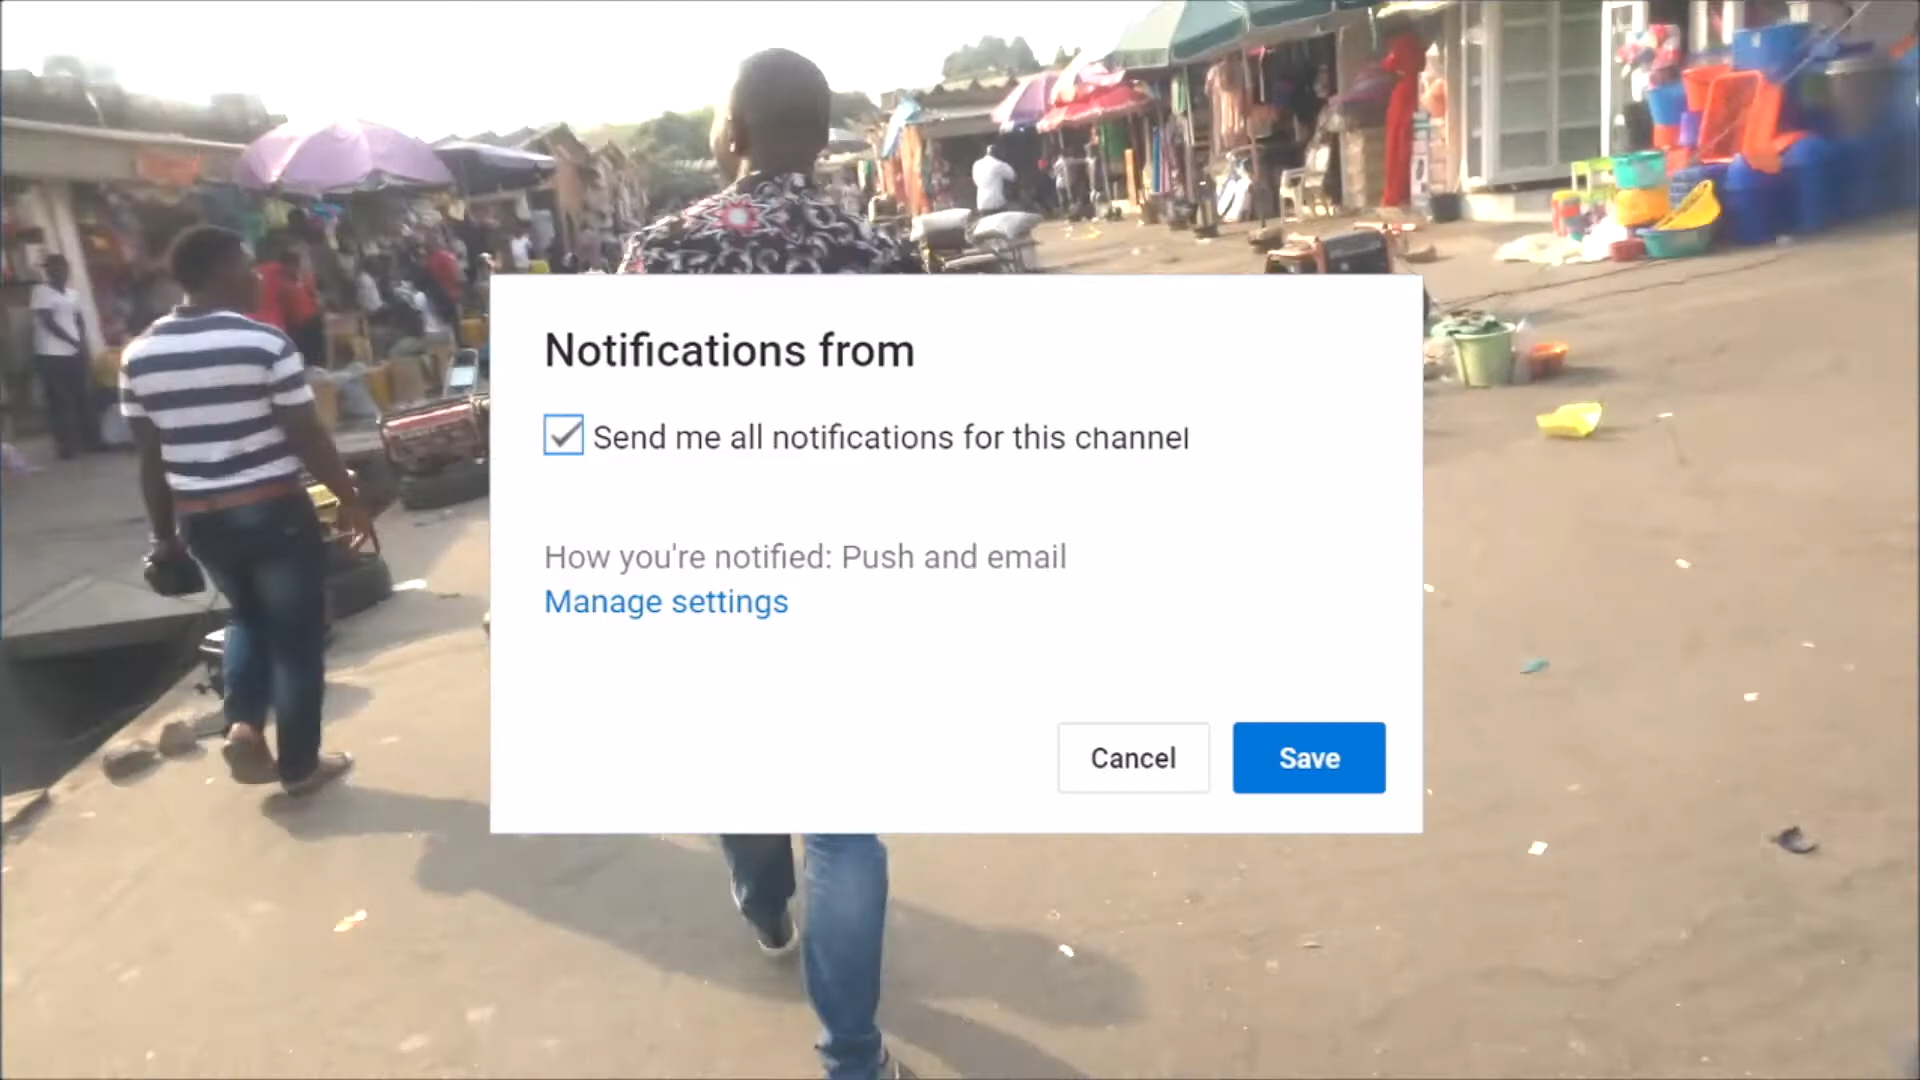 Notifications from
Send me all notifications for this channel
How you're notified: Push and email
Manage settings
Cancel
Save